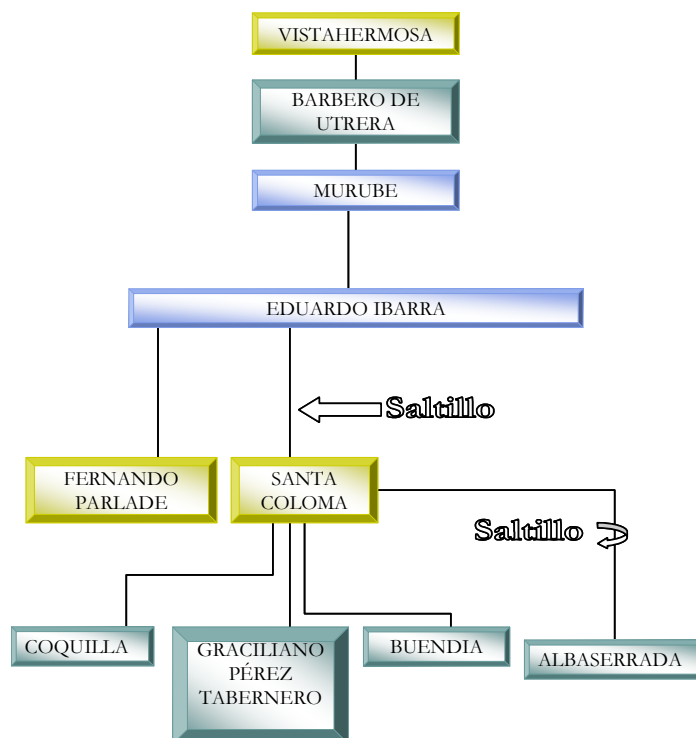 VISTAHERMOSA
BARBERO DE
UTRERA
MURUBE
EDUARDO IBARRA
Saltillo
FERNANDO
PARLADE
SANTA
COLOMA
Saltillo
COQUILLA
GRACILIANO
PÉREZ
TABERNERO
BUENDIA
ALBASERRADA